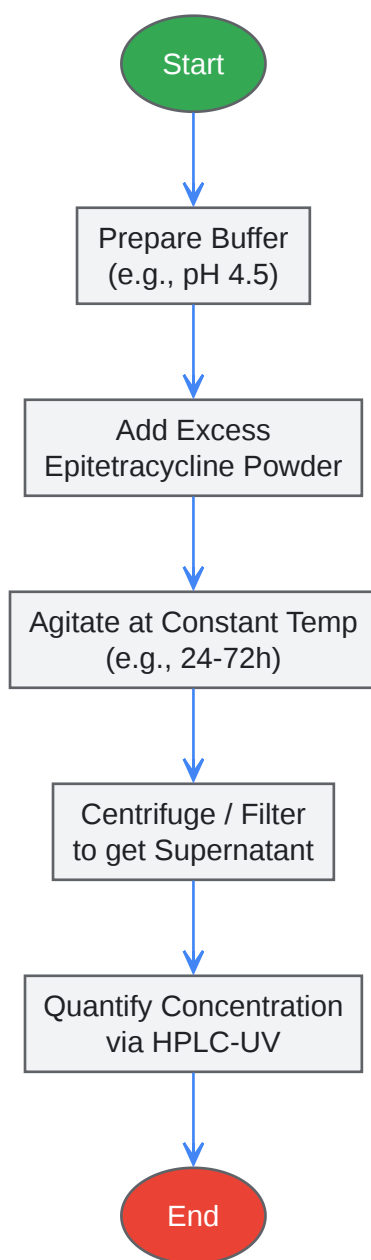 Start
Prepare Buffer
(e.g., pH 4.5)
Add Excess
Epitetracycline Powder
Agitate at Constant Temp
(e.g., 24-72h)
Centrifuge / Filter
to get Supernatant
Quantify Concentration
via HPLC-UV
End